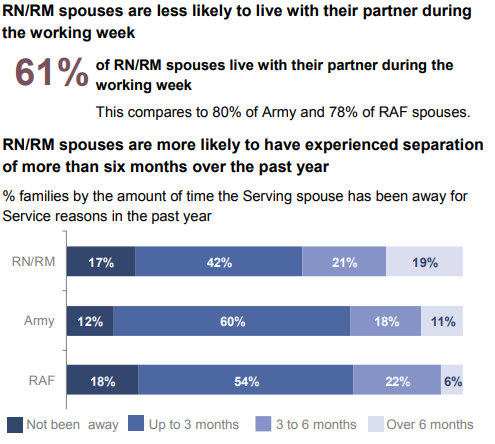 RN/RM spouses are less likely to live with their partner during
the working week
61% of RN/RM spouses live with their partner during the
working week
This compares to 80% of Army and 78% of RAF spouses.
RN/RM spouses are more likely to have experienced separation
of more than six months over the past year
% families by the amount of time the Serving spouse has been away for
Service reasons in the past year
RN/RM 17% 42% 21% 19%
Army 12% 60% 18% 11%
RAF 18% 54% 22% 6%
Not been away Up to 3 months 3 to 6 months Over 6 months